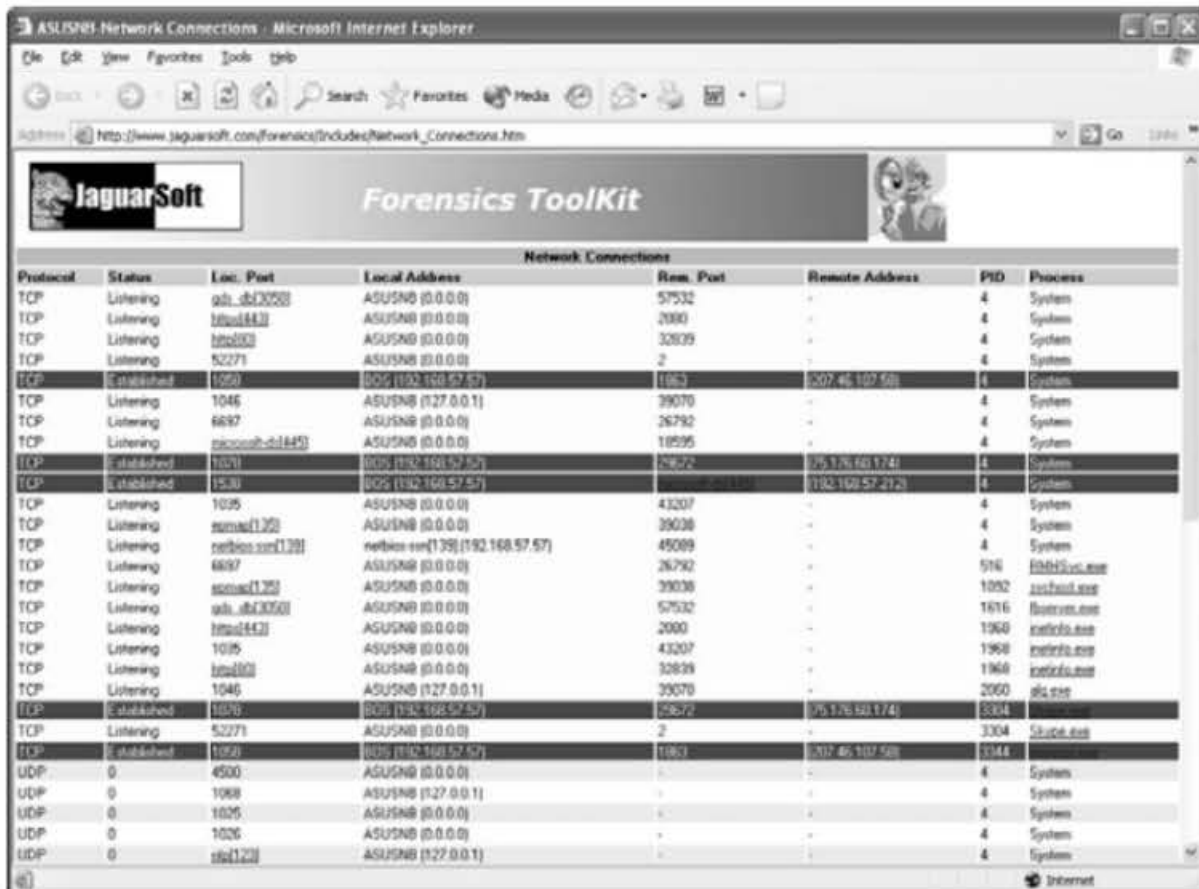 ASUSNB-Network Connections - Microsoft Internet Explorer
File Edit View Favorites Tools Help
Back Search Favorites Media
Address http://www.jaguarsoft.com/Forensics/Includes/Network_Connections.htm Go Links
JaguarSoft Forensics ToolKit
Network Connections
Protocol Status Loc. Port Local Address Rem. Port Remote Address PID Process
TCP Listening gds_db[3050] ASUSNB (0.0.0.0) 57532 - 4 System
TCP Listening https[443] ASUSNB (0.0.0.0) 2080 - 4 System
TCP Listening http[80] ASUSNB (0.0.0.0) 32839 - 4 System
TCP Listening 52271 ASUSNB (0.0.0.0) 2 - 4 System
TCP Established 1058 BOS (192.168.57.57) 1863 (207.46.107.58) 4 System
TCP Listening 1046 ASUSNB (127.0.0.1) 39070 - 4 System
TCP Listening 6697 ASUSNB (0.0.0.0) 26792 - 4 System
TCP Listening microsoft-ds[445] ASUSNB (0.0.0.0) 18595 - 4 System
TCP Established 1070 BOS (192.168.57.57) 29672 (75.176.60.174) 4 System
TCP Established 1530 BOS (192.168.57.57) (192.168.57.212) 4 System
TCP Listening 1035 ASUSNB (0.0.0.0) 43207 - 4 System
TCP Listening epmap[135] ASUSNB (0.0.0.0) 39038 - 4 System
TCP Listening netbios-ssn[139] netbios-ssn[139] (192.168.57.57) 45089 - 4 System
TCP Listening 6697 ASUSNB (0.0.0.0) 26792 - 516
TCP Listening epmap[135] ASUSNB (0.0.0.0) 39038 - 1092 svchost.exe
TCP Listening gds_db[3050] ASUSNB (0.0.0.0) 57532 - 1616
TCP Listening https[443] ASUSNB (0.0.0.0) 2080 - 1968 inetinfo.exe
TCP Listening 1035 ASUSNB (0.0.0.0) 43207 - 1968 inetinfo.exe
TCP Listening http[80] ASUSNB (0.0.0.0) 32839 - 1968 inetinfo.exe
TCP Listening 1046 ASUSNB (127.0.0.1) 39070 - 2060 alg.exe
TCP Established 1070 BOS (192.168.57.57) 29672 (75.176.60.174) 3304
TCP Listening 52271 ASUSNB (0.0.0.0) 2 - 3304 Skype.exe
TCP Established 1058 BOS (192.168.57.57) 1863 (207.46.107.58) 3344
UDP 0 4500 ASUSNB (0.0.0.0) - - 4 System
UDP 0 1068 ASUSNB (127.0.0.1) - - 4 System
UDP 0 1025 ASUSNB (0.0.0.0) - - 4 System
UDP 0 1026 ASUSNB (0.0.0.0) - - 4 System
UDP 0 ntp[123] ASUSNB (127.0.0.1) - - 4 System
Internet